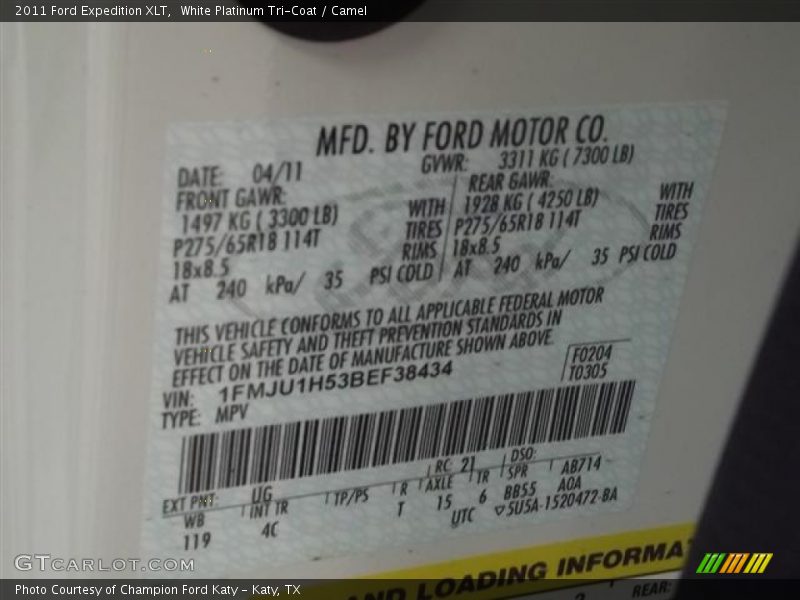 2011 Ford Expedition XLT,  White Platinum Tri-Coat / Camel
MFD. BY FORD MOTOR CO.
DATE: 04/11 GVWR: 3311 KG ( 7300 LB)
FRONT GAWR: REAR GAWR:
1497 KG ( 3300 LB) WITH 1928 KG ( 4250 LB) WITH
P275/65R18 114T TIRES P275/65R18 114T TIRES
18x8.5 RIMS 18x8.5 RIMS
AT 240 kPa/ 35 PSI COLD AT 240 kPa/ 35 PSI COLD
THIS VEHICLE CONFORMS TO ALL APPLICABLE FEDERAL MOTOR
VEHICLE SAFETY AND THEFT PREVENTION STANDARDS IN
EFFECT ON THE DATE OF MANUFACTURE SHOWN ABOVE.
VIN: 1FMJU1H53BEF38434 F0204
TYPE: MPV T0305
EXT PNT: UG RC: 21 DSO:
WB INT TR TP/PS R AXLE TR SPR AB714
119 4C T 15 6 BB55 AOA
UTC ▽5U5A-1520472-BA
AND LOADING INFORMA
REAR:
GTCARLOT.COM
Photo Courtesy of Champion Ford Katy - Katy, TX